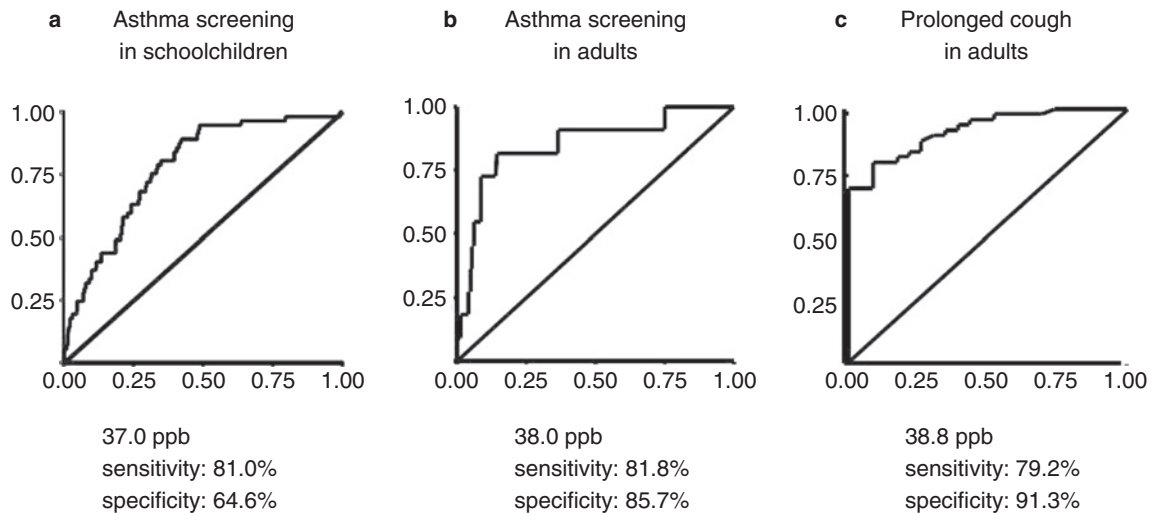 a Asthma screening
in schoolchildren
1.00
0.75
0.50
0.25
0.00 0.25 0.50 0.75 1.00
37.0 ppb
sensitivity: 81.0%
specificity: 64.6%
b Asthma screening
in adults
1.00
0.75
0.50
0.25
0.00 0.25 0.50 0.75 1.00
38.0 ppb
sensitivity: 81.8%
specificity: 85.7%
c Prolonged cough
in adults
1.00
0.75
0.50
0.25
0.00 0.25 0.50 0.75 1.00
38.8 ppb
sensitivity: 79.2%
specificity: 91.3%